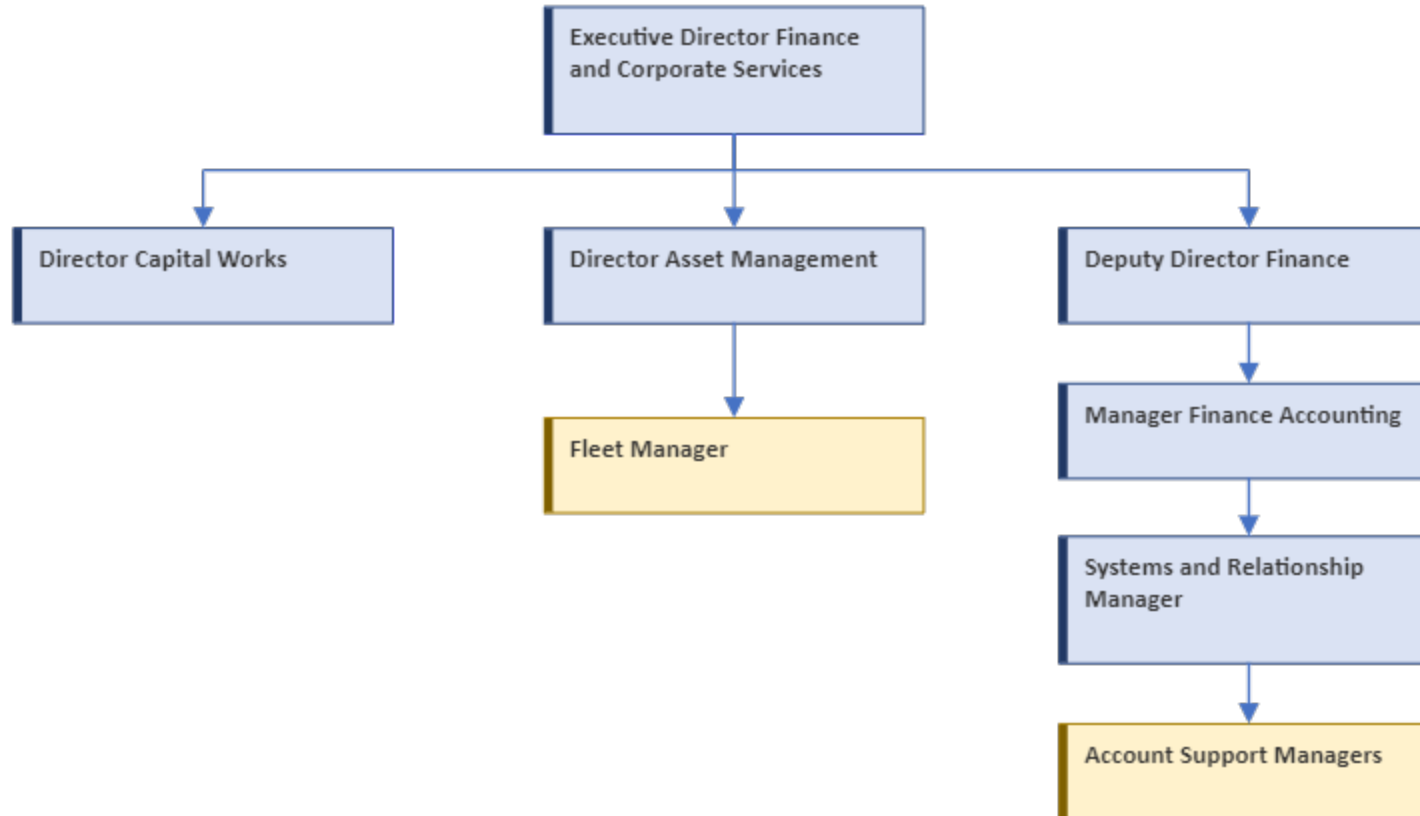 Executive Director Finance
and Corporate Services
Director Capital Works
Director Asset Management
Deputy Director Finance
Fleet Manager
Manager Finance Accounting
Systems and Relationship
Manager
Account Support Managers